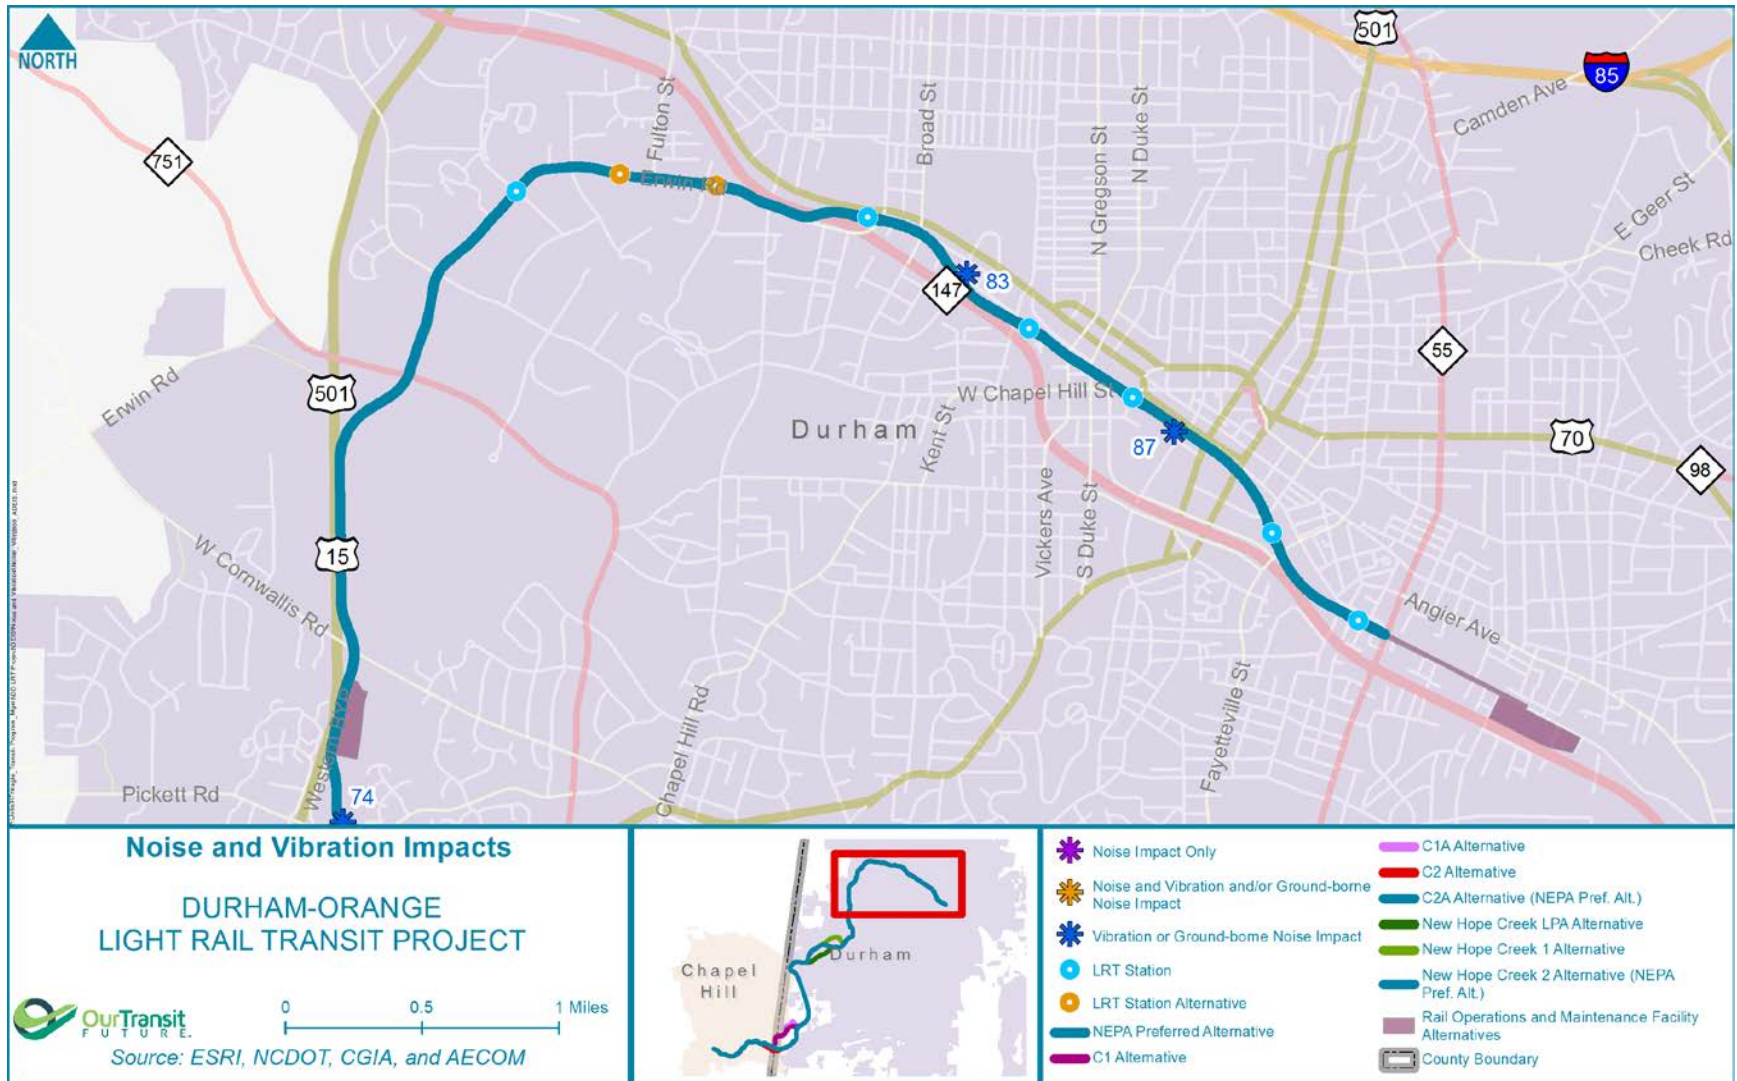 NORTH
501
85
Camden Ave
N Duke St
Fulton St
Broad St
N Gregson St
751
Erwin
E Geer St
Cheek Rd
83
147
55
501
Erwin Rd
W Chapel Hill St
Durham
Kent St
87
70
98
Vickers Ave
S Duke St
15
W Cornwallis Rd
Angier Ave
Fayetteville St
Chapel Hill Rd
Pickett Rd
74
Noise and Vibration Impacts
DURHAM-ORANGE
LIGHT RAIL TRANSIT PROJECT
0 0.5 1 Miles
OurTransit
FUTURE
Source: ESRI, NCDOT, CGIA, and AECOM
Chapel
Hill
Durham
Noise Impact Only
Noise and Vibration and/or Ground-borne
Noise Impact
Vibration or Ground-borne Noise Impact
LRT Station
LRT Station Alternative
NEPA Preferred Alternative
C1 Alternative
C1A Alternative
C2 Alternative
C2A Alternative (NEPA Pref. Alt.)
New Hope Creek LPA Alternative
New Hope Creek 1 Alternative
New Hope Creek 2 Alternative (NEPA
Pref. Alt.)
Rail Operations and Maintenance Facility
Alternatives
County Boundary